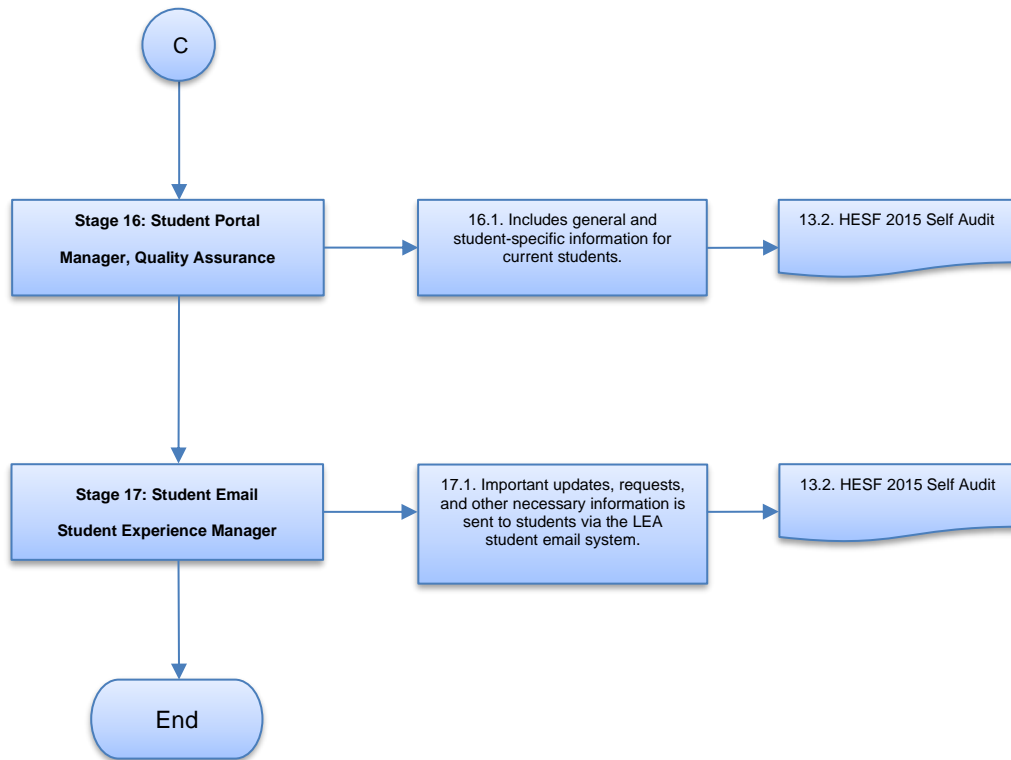 C
Stage 16: Student Portal
Manager, Quality Assurance
16.1. Includes general and
student-specific information for
current students.
13.2. HESF 2015 Self Audit
Stage 17: Student Email
Student Experience Manager
17.1. Important updates, requests,
and other necessary information is
sent to students via the LEA
student email system.
13.2. HESF 2015 Self Audit
End